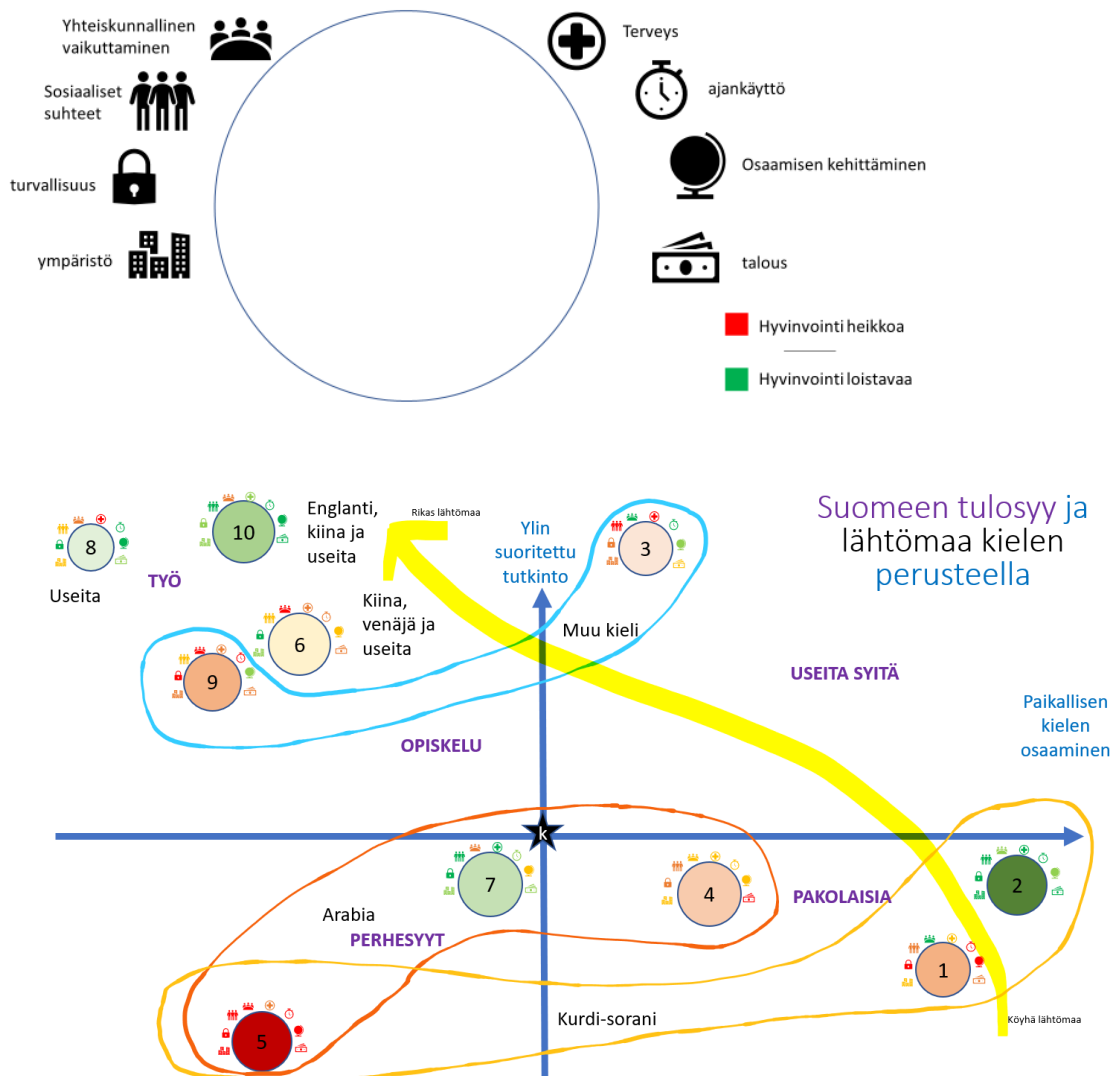 Yhteiskunnallinen
vaikuttaminen
Sosiaaliset
suhteet
turvallisuus
ympäristö
Terveys
ajankäyttö
Osaamisen kehittäminen
talous
Hyvinvointi heikkoa
Hyvinvointi loistavaa
Suomeen tulosyy ja
lähtömaa kielen
perusteella
8
Useita
TYÖ
10
Englanti,
kiina ja
useita
Rikas lähtömaa
Ylin
suoritettu
tutkinto
3
Muu kieli
6
Kiina,
venäjä ja
useita
9
OPISKELU
USEITA SYITÄ
Paikallisen
kielen
osaaminen
k
7
4
PAKOLAISIA
2
Arabia
PERHESYYT
1
5
Kurdi-sorani
Köyhä lähtömaa